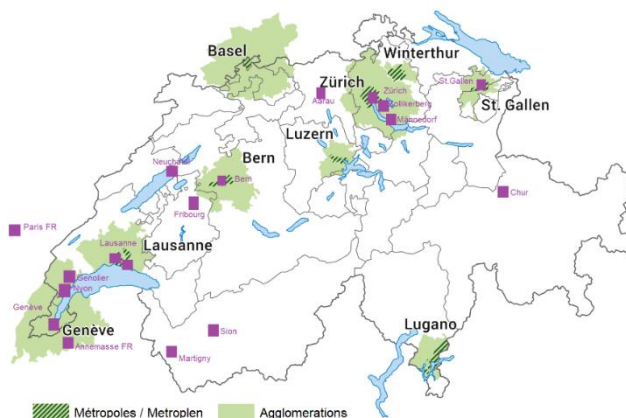 Basel
Winterthur
Zürich
St.Gallen
Zürich
Aarau
Zollikerberg
St. Gallen
Männedorf
Luzern
Bern
Neuchâtel
Bern
Chur
Fribourg
Paris FR
Lausanne
Lausanne
Genolier
Nyon
Genève
Genève
Lugano
Sion
Annemasse FR
Martigny
Métropoles / Metroplen
Agglomerations